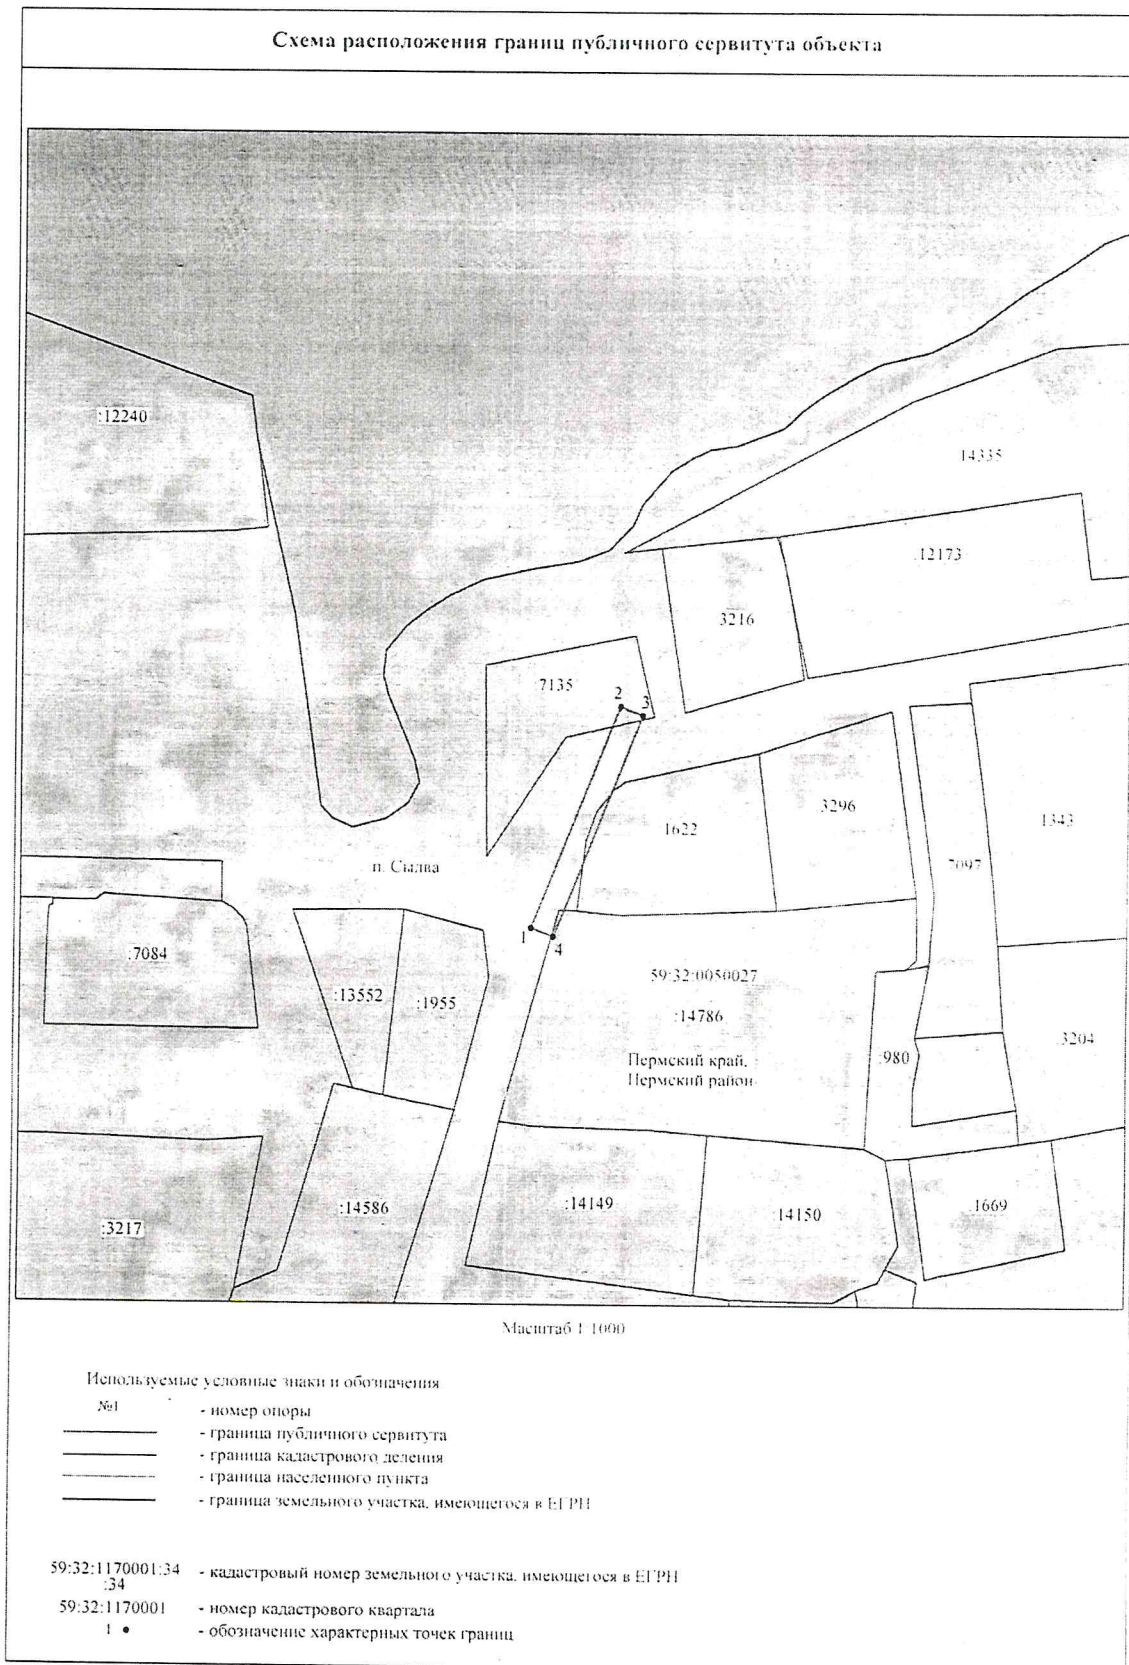 Схема расположения границ публичного сервитута объекта
:12240
14335
:12173
3216
:7135
2
3
3296
1622
1343
7097
п. Сылва
1
4
:7084
:13552
:1955
59:32:0050027
:14786
Пермский край,
Пермский район
:980
3204
:3217
:14586
:14149
:14150
:1669
Масштаб 1:1000
Используемые условные знаки и обозначения
№1 - номер опоры
- граница публичного сервитута
- граница кадастрового деления
- граница населенного пункта
- граница земельного участка, имеющегося в ЕГРН
59:32:1170001:34 - кадастровый номер земельного участка, имеющегося в ЕГРН
:34
59:32:1170001 - номер кадастрового квартала
1 - обозначение характерных точек границ